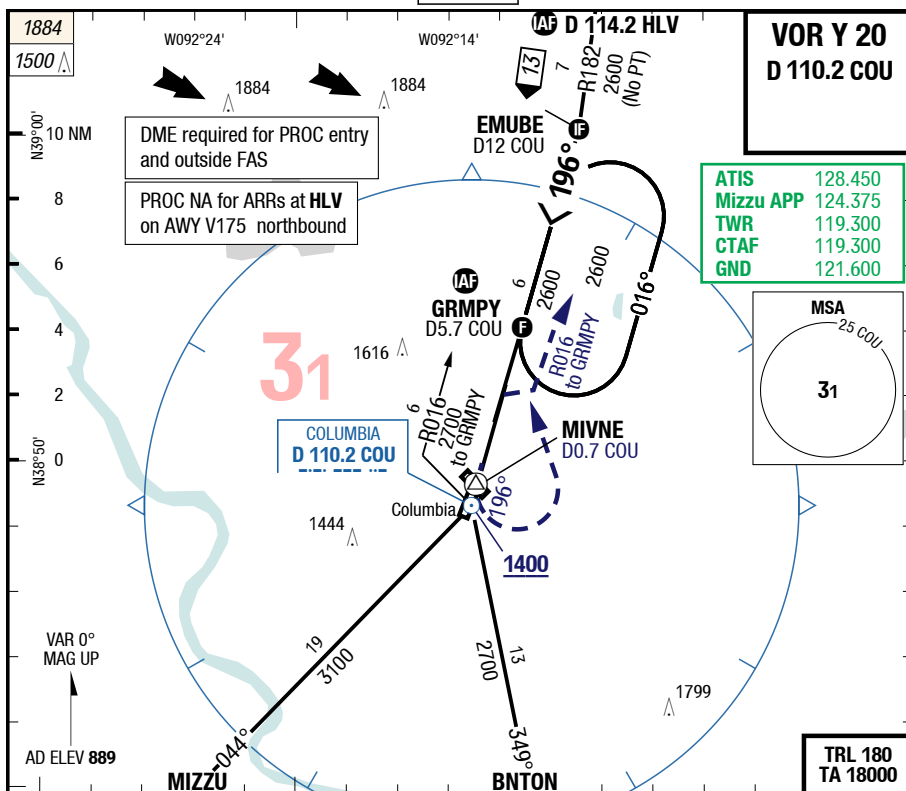 1884
1500
W092°24'
W092°14'
IAF D 114.2 HLV
VOR Y 20
D 110.2 COU
13
7
R182
2600
(No PT)
1884
1884
N39°00'
10 NM
DME required for PROC entry
and outside FAS
EMUBE
D12 COU
IF
196°
PROC NA for ARRs at HLV
on AWY V175 northbound
ATIS 128.450
Mizzu APP 124.375
TWR 119.300
CTAF 119.300
GND 121.600
8
6
4
2
0
N38°50'
IAF
GRMPY
D5.7 COU
F
6
2600
2600
016°
MSA
25 COU
31
1616
31
R016
to GRMPY
6
R016
2700
to GRMPY
COLUMBIA
D 110.2 COU
MIVNE
D0.7 COU
196°
Columbia
1444
1400
19
3100
13
2700
VAR 0°
MAG UP
1799
AD ELEV 889
044°
MIZZU
349°
BNTON
TRL 180
TA 18000